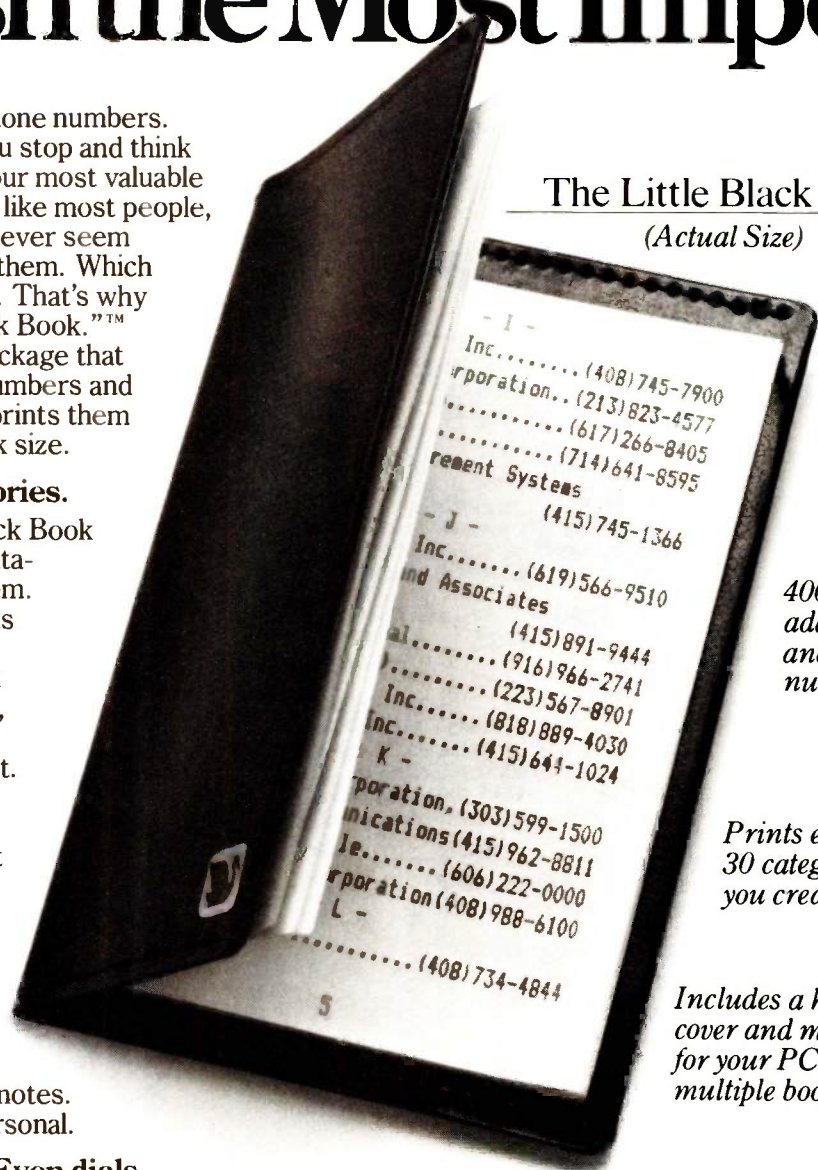 the Most
one numbers.
u stop and think
our most valuable
like most people,
ever seem
them. Which
That's why
k Book."™
ckage that
umbers and
prints them
k size.
ories.
ck Book
ta-
em.
s
,
t.
t
notes.
rsonal.
Even dials
The Little Black
(Actual Size)
- I -
Inc........(408)745-7900
rporation..(213)823-4577
............(617)266-8405
............(714)641-8595
rement Systems
(415)745-1366
- J -
Inc.......(619)566-9510
nd Associates
(415)891-9444
al........(916)966-2741
)..........(223)567-8901
Inc......(818)889-4030
Inc.......(415)644-1024
K -
rporation,(303)599-1500
nications(415)962-8811
le.......(606)222-0000
rporation(408)988-6100
L -
............(408)734-4844
5
400
ad
an
nu
Prints e
30 categ
you crea
Includes a h
cover and m
for your PC
multiple boo